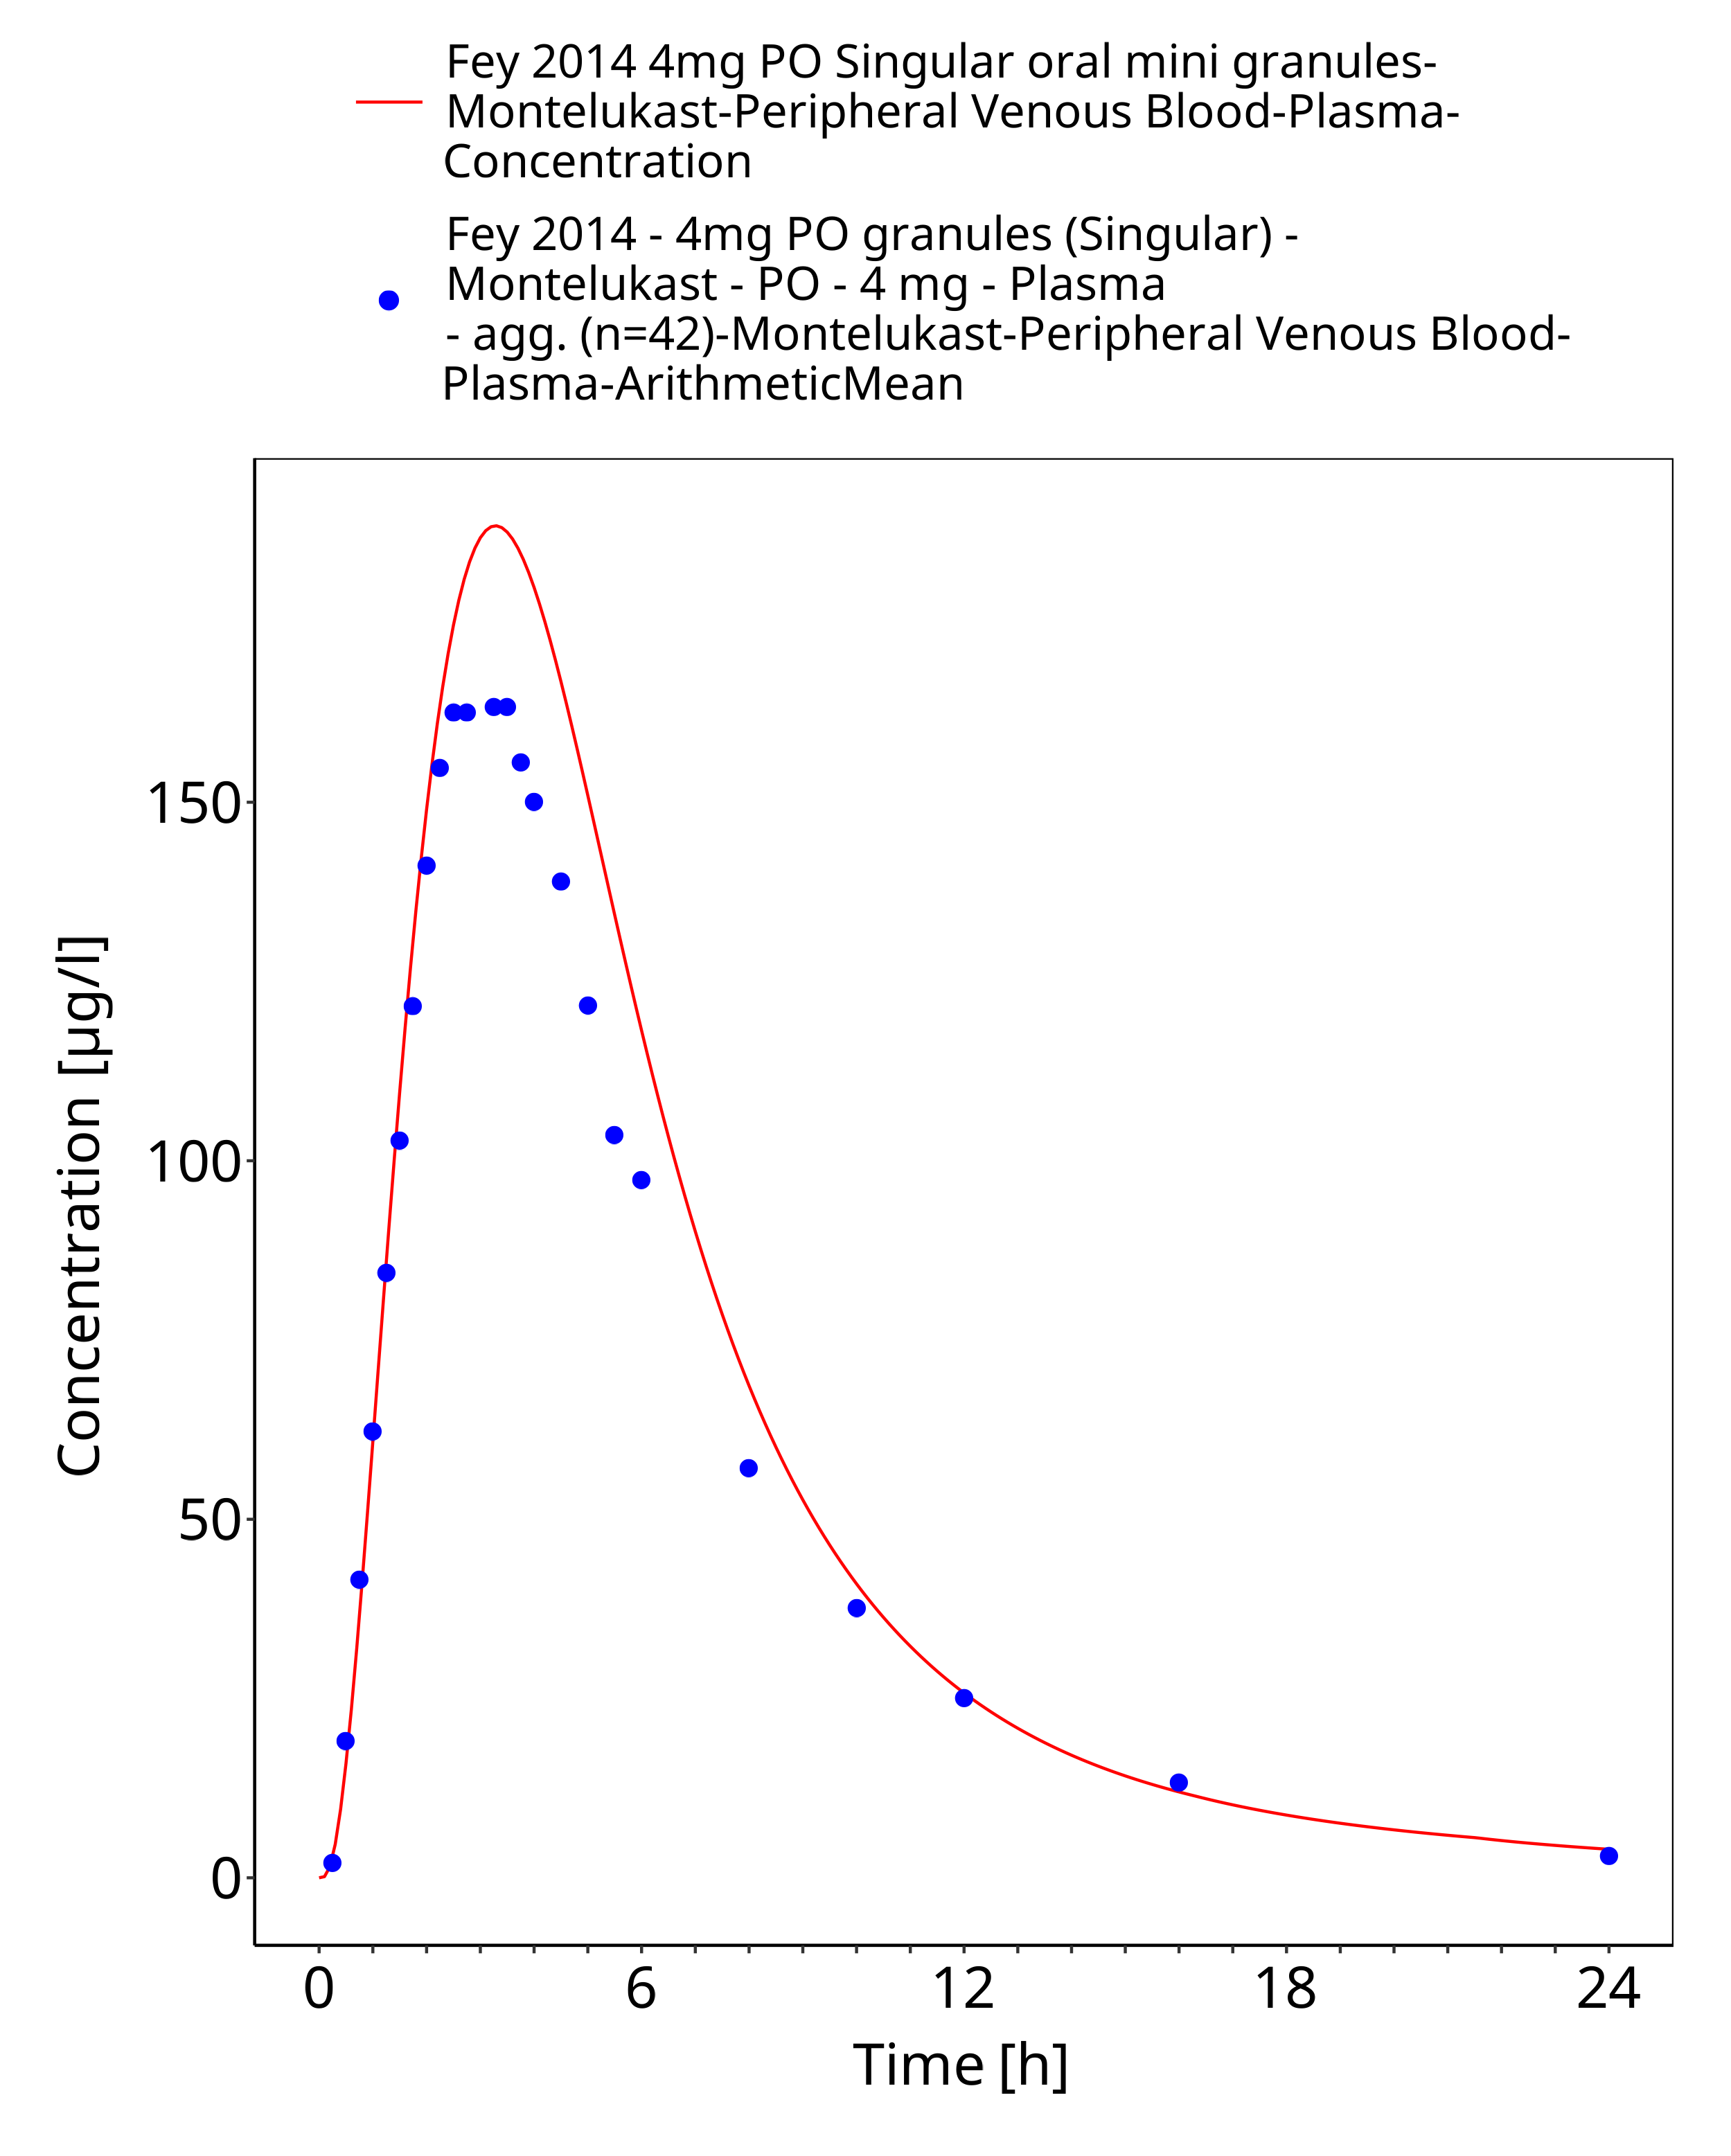 Fey 2014 4mg PO Singular oral mini granules-
Montelukast-Peripheral Venous Blood-Plasma-
Concentration
Fey 2014 - 4mg PO granules (Singular) -
Montelukast - PO - 4 mg - Plasma
- agg. (n=42)-Montelukast-Peripheral Venous Blood-
Plasma-ArithmeticMean
150
100
50
0
Concentration [µg/l]
0 6 12 18 24
Time [h]